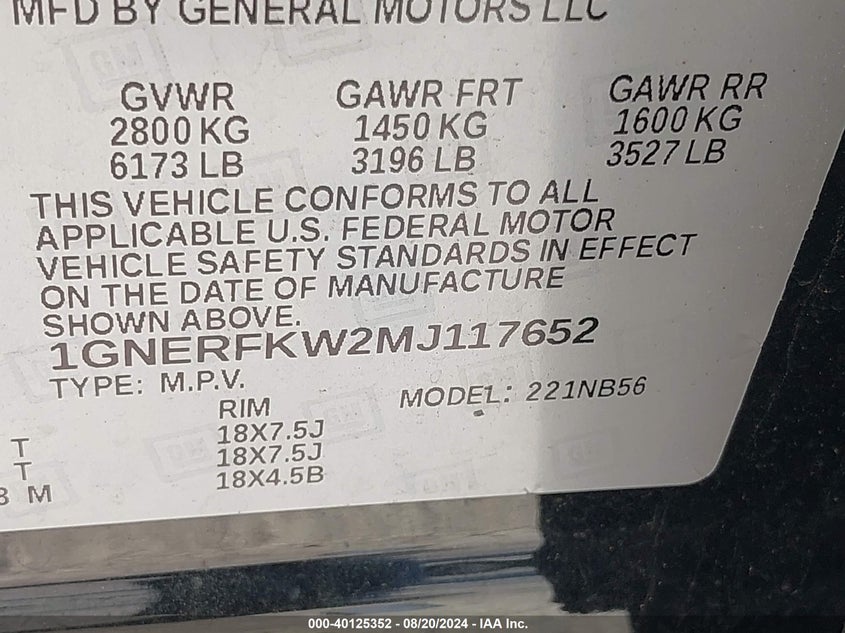 MFD BY GENERAL MOTORS LLC
GVWR GAWR FRT GAWR RR
2800 KG 1450 KG 1600 KG
6173 LB 3196 LB 3527 LB
THIS VEHICLE CONFORMS TO ALL
APPLICABLE U.S. FEDERAL MOTOR
VEHICLE SAFETY STANDARDS IN EFFECT
ON THE DATE OF MANUFACTURE
SHOWN ABOVE.
1GNERFKW2MJ117652
TYPE: M.P.V. MODEL: 221NB56
RIM
T 18X7.5J
T 18X7.5J
M 18X4.5B
000-40125352 - 08/20/2024 - IAA Inc.